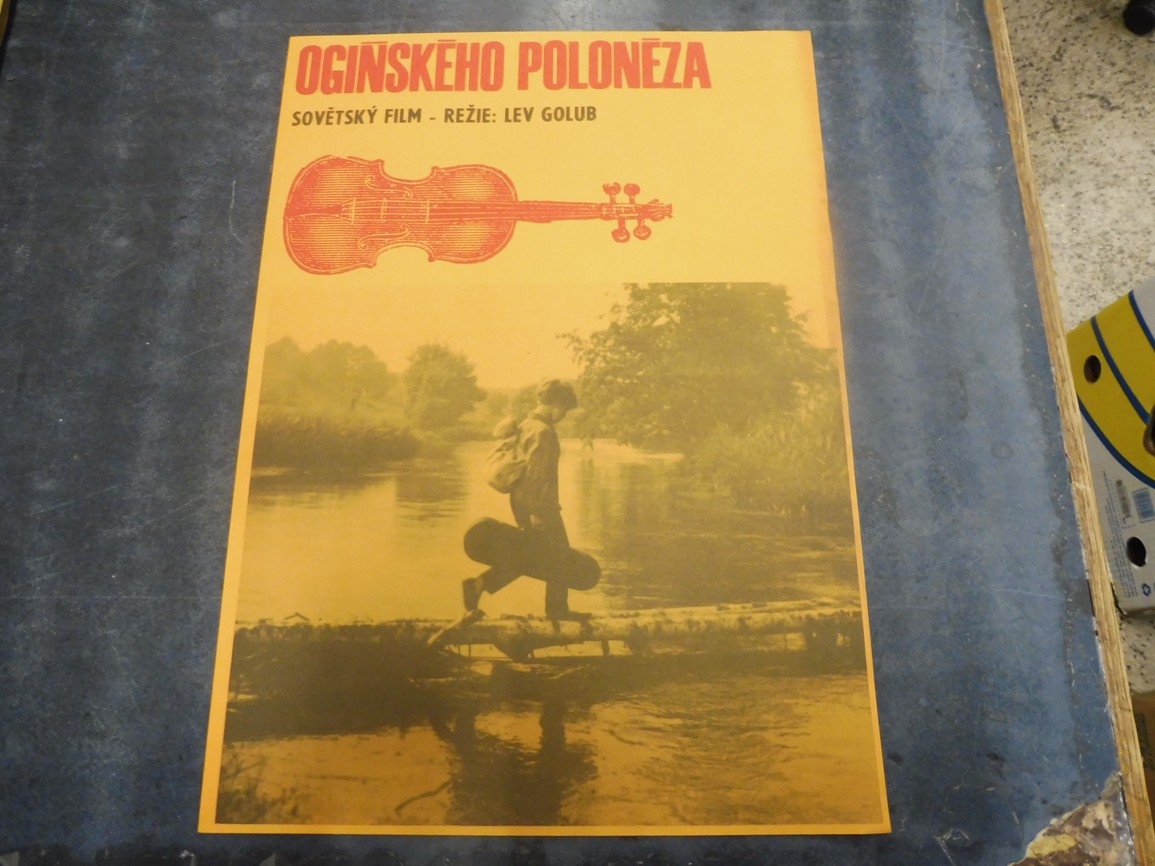 OGIŃSKÉHO POLONÉZA
SOVĚTSKÝ FILM - REŽIE: LEV GOLUB